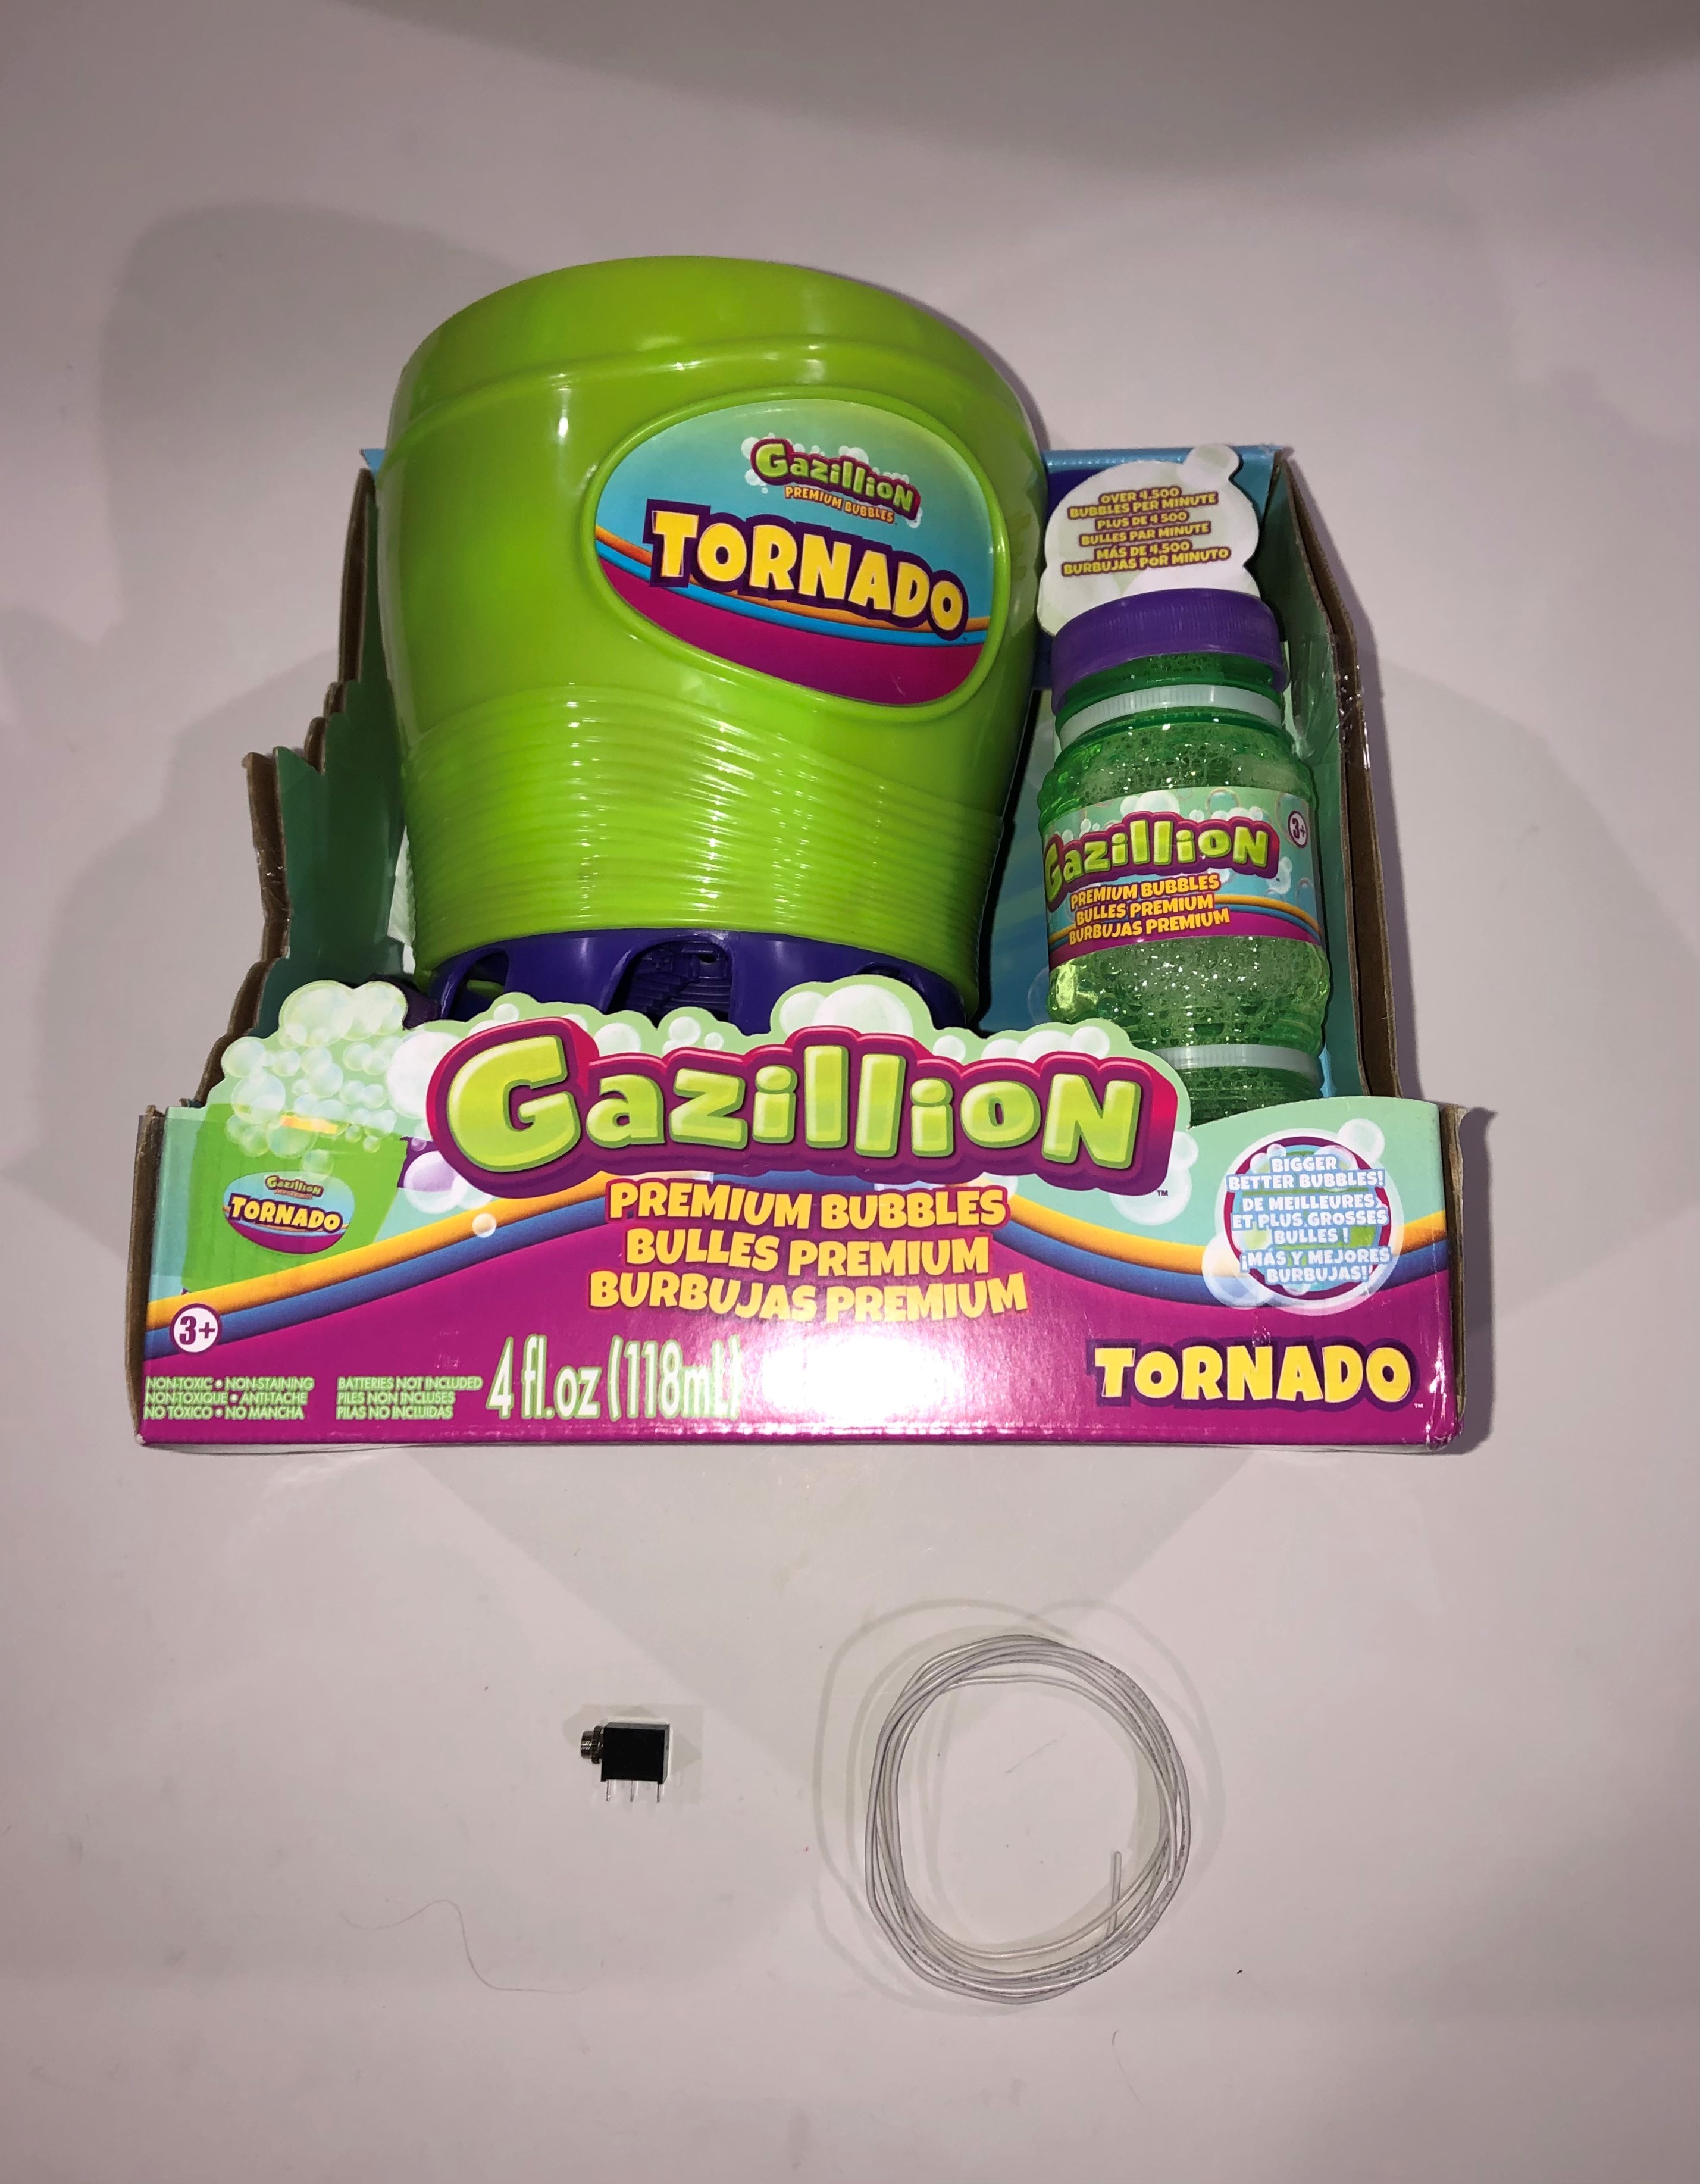 Gazillion
PREMIUM BUBBLES
TORNADO
OVER 4,500
BUBBLES PER MINUTE
PLUS DE 4 500
BULLES PAR MINUTE
MÁS DE 4,500
BURBUJAS POR MINUTO
3+
Gazillion
PREMIUM BUBBLES
BULLES PREMIUM
BURBUJAS PREMIUM
Gazillion™
PREMIUM BUBBLES
BULLES PREMIUM
BURBUJAS PREMIUM
Gazillion
TORNADO
BIGGER
BETTER BUBBLES!
DE MEILLEURES
ET PLUS GROSSES
BULLES !
¡MÁS Y MEJORES
BURBUJAS!
3+
NON-TOXIC • NON-STAINING
NON-TOXIQUE • ANTI-TACHE
NO TÓXICO • NO MANCHA
BATTERIES NOT INCLUDED
PILES NON INCLUSES
PILAS NO INCLUIDAS
4 fl.oz (118mL)
TORNADO™